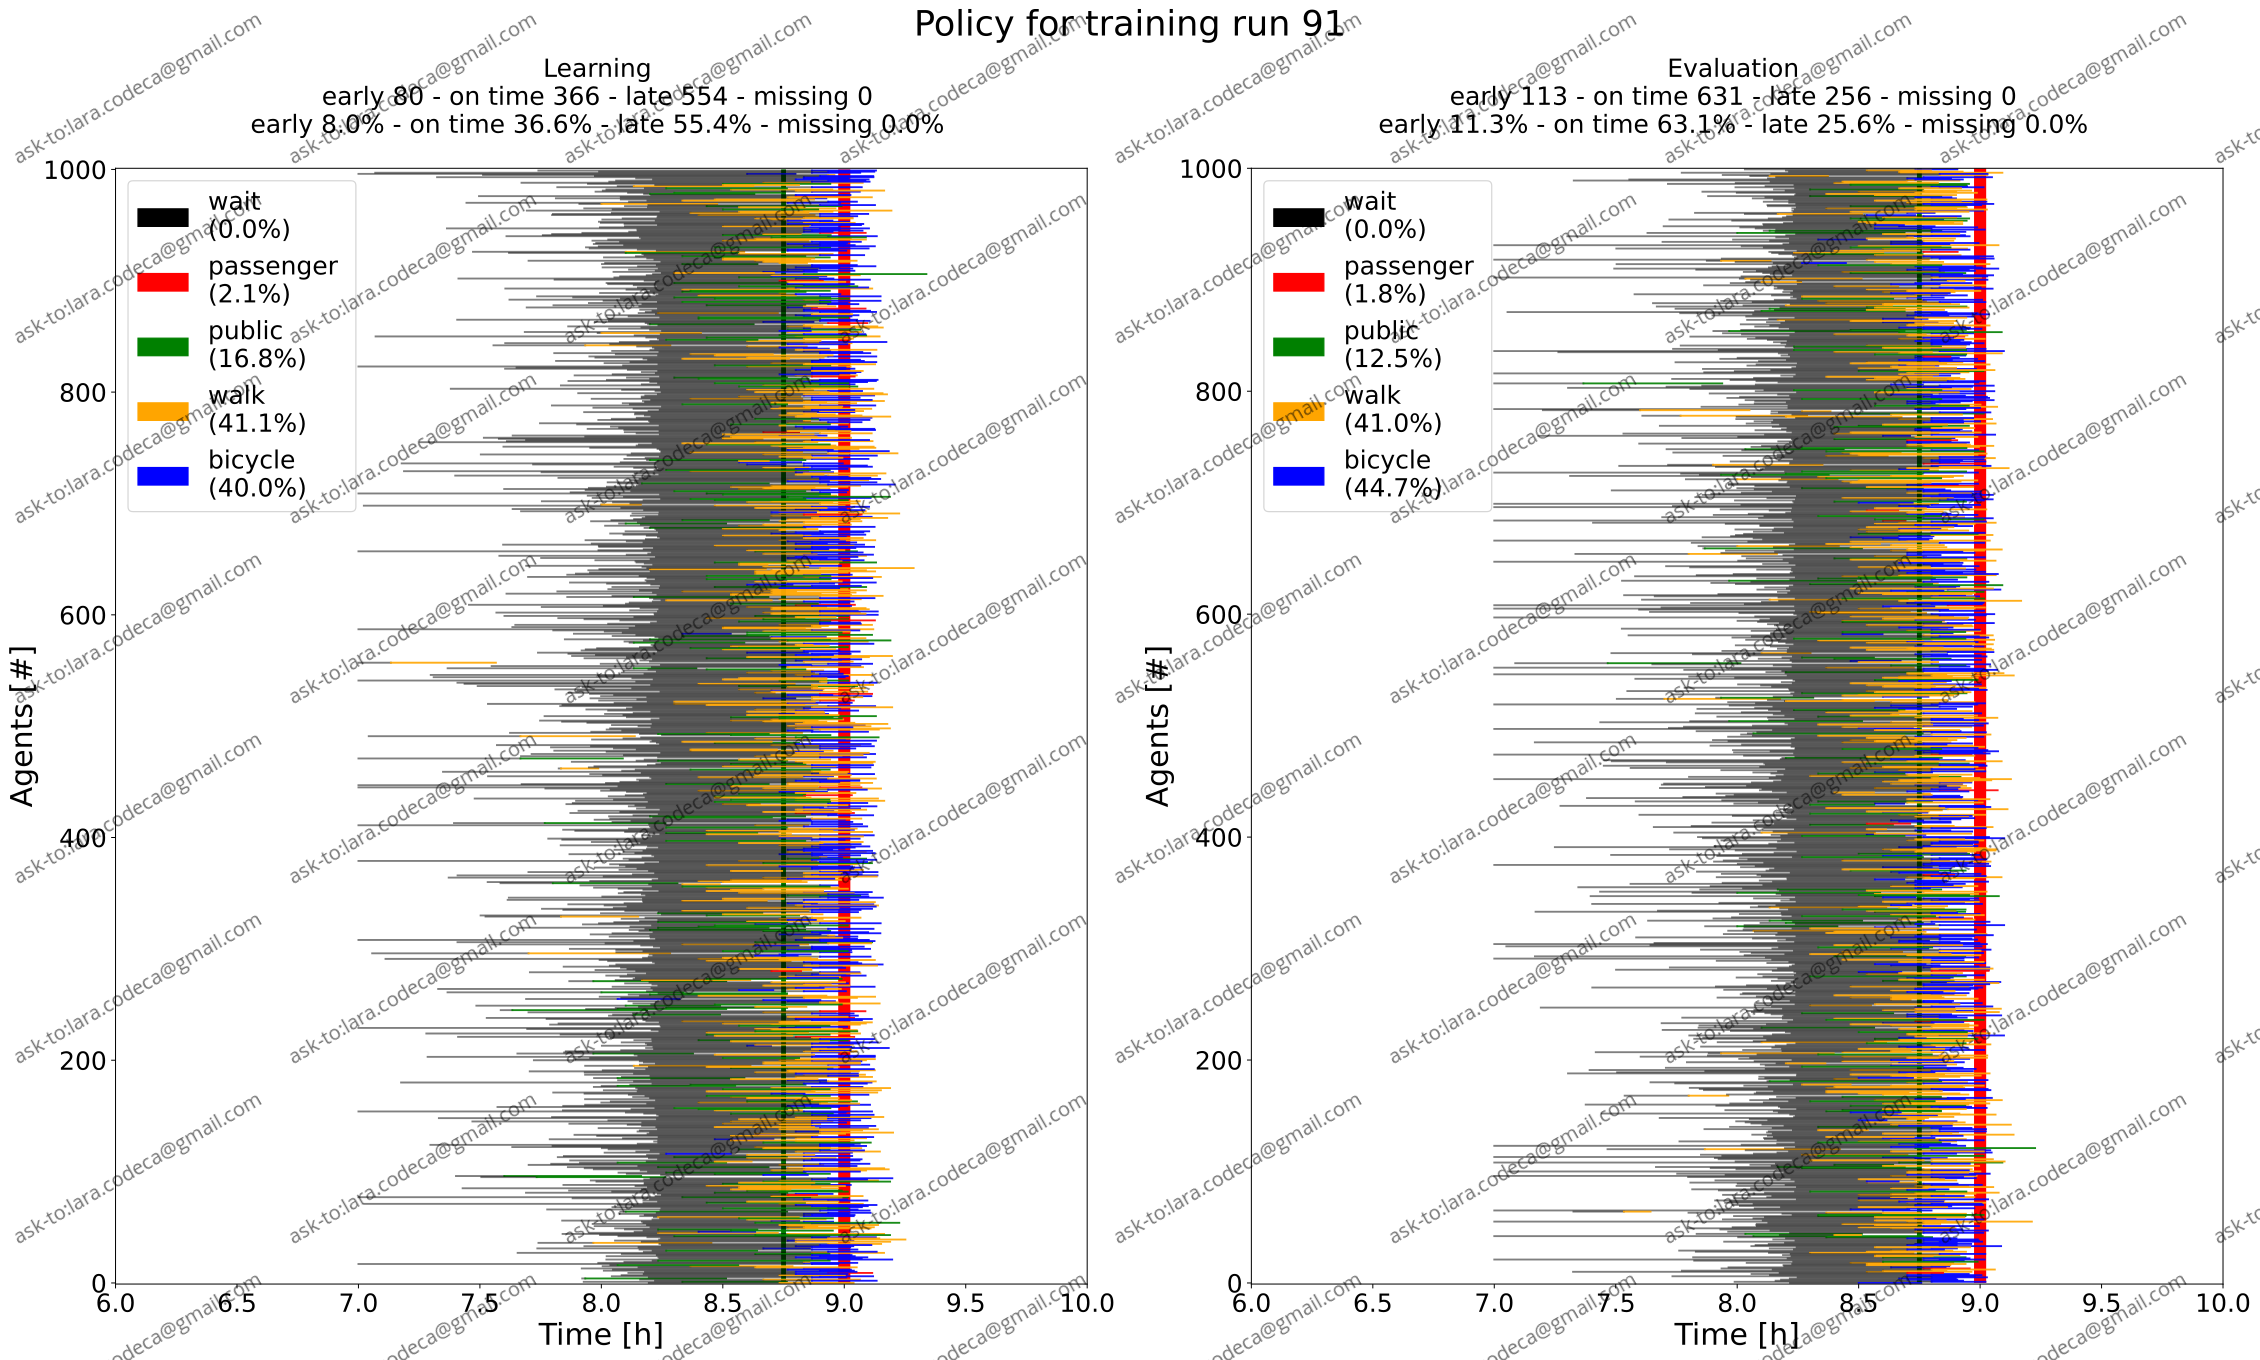 Policy for training run 91
Learning
early 80 - on time 366 - late 554 - missing 0
early 8.0% - on time 36.6% - late 55.4% - missing 0.0%
Evaluation
early 113 - on time 631 - late 256 - missing 0
early 11.3% - on time 63.1% - late 25.6% - missing 0.0%
wait
(0.0%)
passenger
(2.1%)
public
(16.8%)
walk
(41.1%)
bicycle
(40.0%)
Agents [#]
1000
800
600
400
200
0
6.0 6.5 7.0 7.5 8.0 8.5 9.0 9.5 10.0
Time [h]
wait
(0.0%)
passenger
(1.8%)
public
(12.5%)
walk
(41.0%)
bicycle
(44.7%)
Agents [#]
1000
800
600
400
200
0
6.0 6.5 7.0 7.5 8.0 8.5 9.0 9.5 10.0
Time [h]
ask-to:lara.codeca@gmail.com